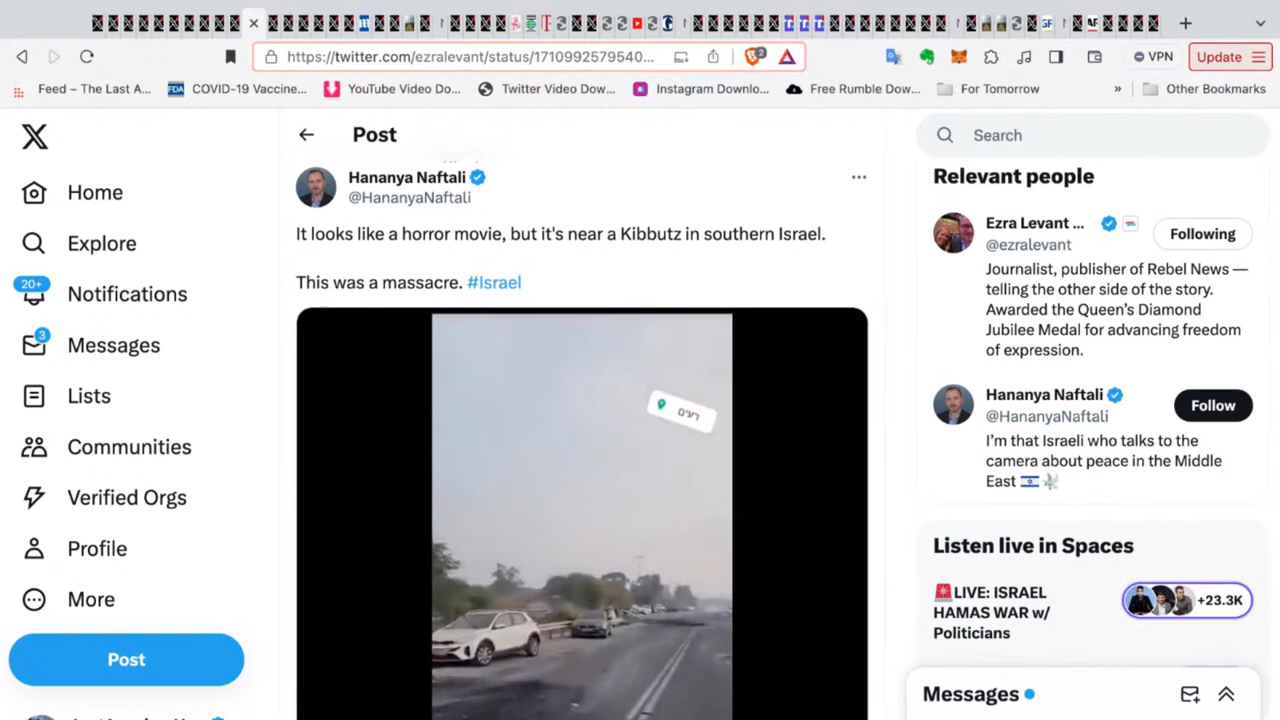 https://twitter.com/ezralevant/status/1710992579540...
2
VPN
Update
Feed – The Last A...
FDA
COVID-19 Vaccine...
YouTube Video Do...
Twitter Video Dow...
Instagram Downlo...
Free Rumble Dow...
For Tomorrow
»
Other Bookmarks
X
Home
Explore
20+
Notifications
3
Messages
Lists
Communities
Verified Orgs
Profile
More
Post
Post
Hananya Naftali
@HananyaNaftali
It looks like a horror movie, but it's near a Kibbutz in southern Israel.
This was a massacre. #Israel
רעים
Search
Relevant people
Ezra Levant ...
@ezralevant
Following
Journalist, publisher of Rebel News —
telling the other side of the story.
Awarded the Queen's Diamond
Jubilee Medal for advancing freedom
of expression.
Hananya Naftali
@HananyaNaftali
Follow
I'm that Israeli who talks to the
camera about peace in the Middle
East 🇮🇱🕊️
Listen live in Spaces
🚨LIVE: ISRAEL
HAMAS WAR w/
Politicians
+23.3K
Messages